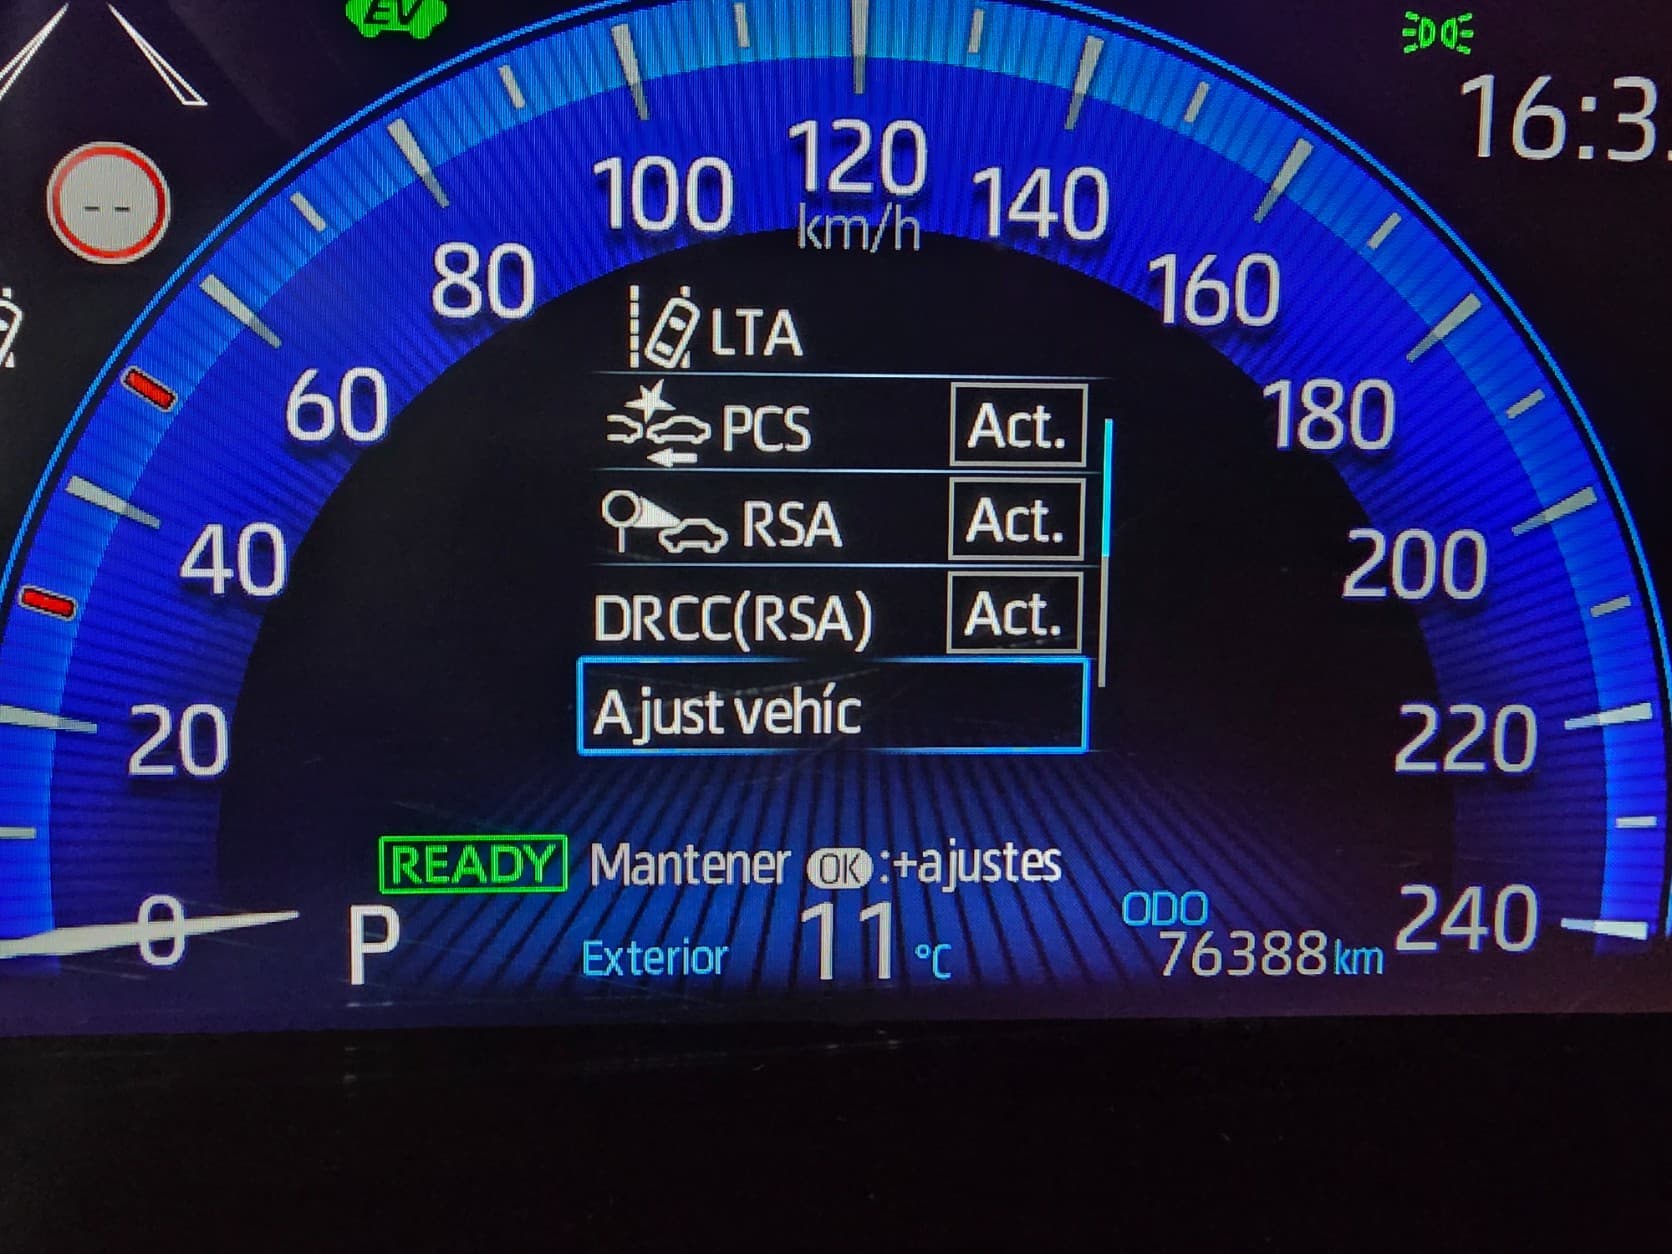 EV
16:3
120
km/h
100
140
80
160
60
180
40
200
20
220
0
240
--
LTA
PCS Act.
RSA Act.
DRCC(RSA) Act.
Ajust vehíc
READY Mantener OK:+ajustes
P
Exterior 11 °C
ODO
76388 km